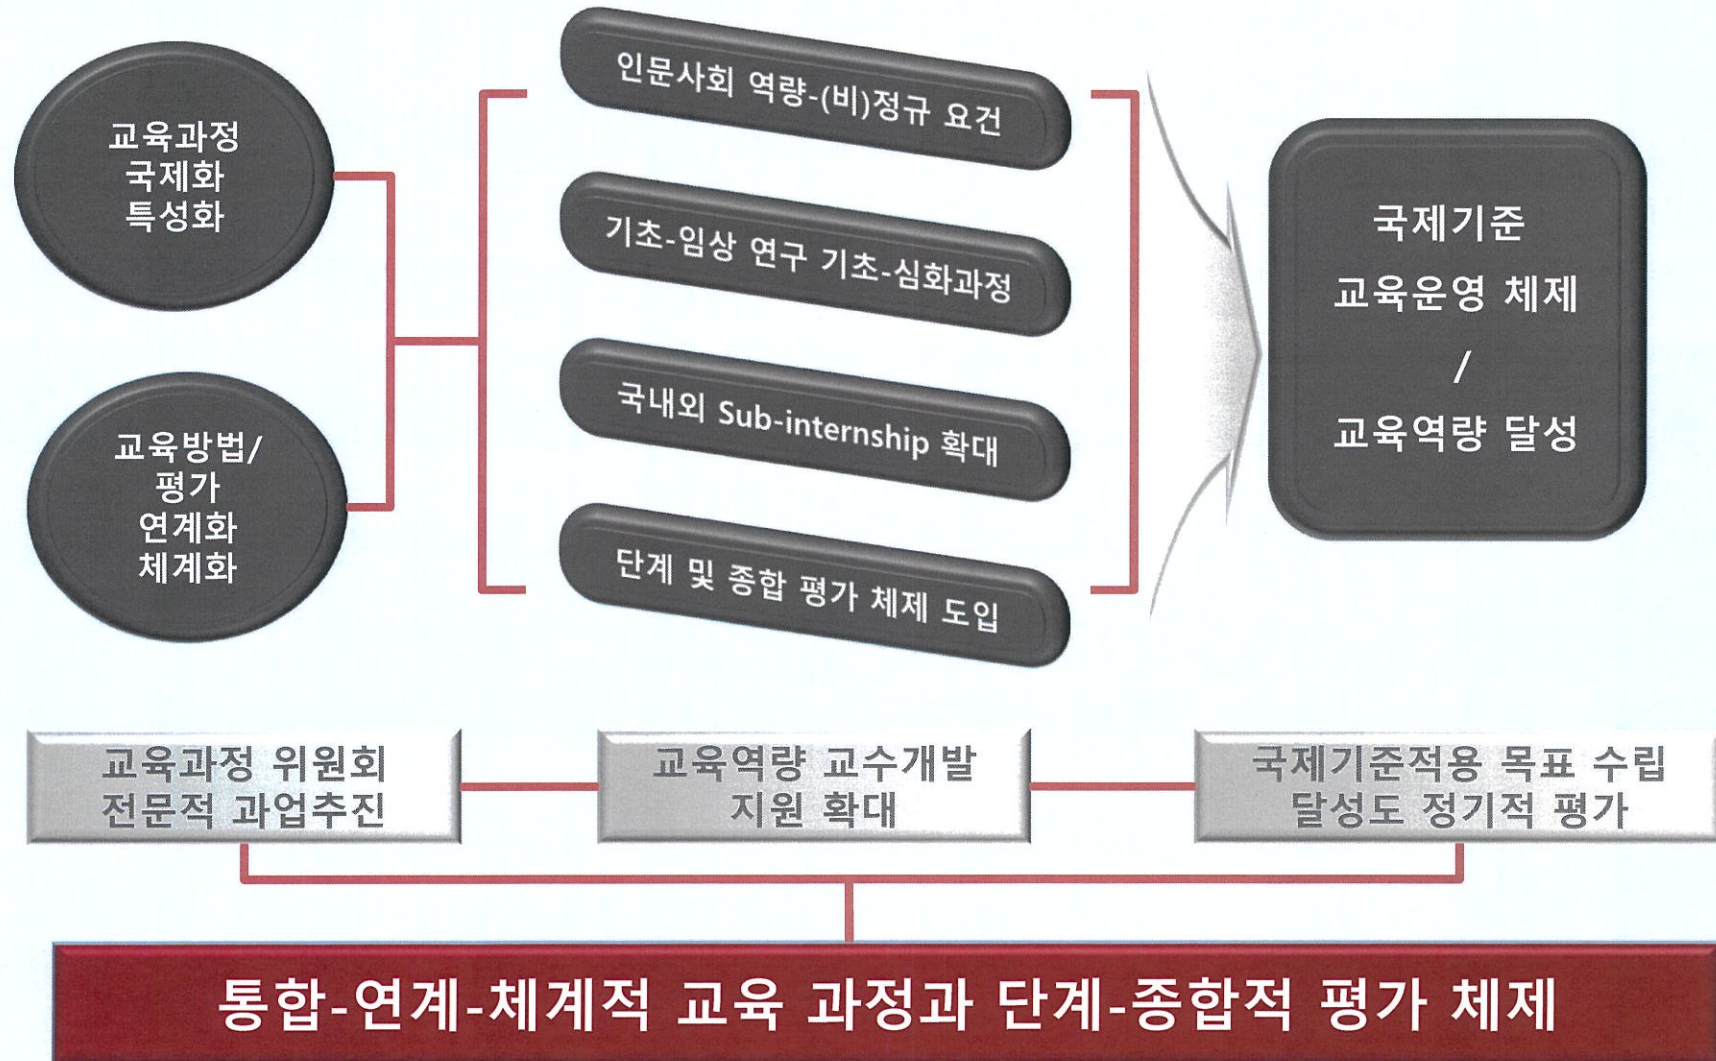 교육과정
국제화
특성화
교육방법/
평가
연계화
체계화
인문사회 역량-(비)정규 요건
기초-임상 연구 기초-심화과정
국내외 Sub-internship 확대
단계 및 종합 평가 체제 도입
국제기준
교육운영 체제
/
교육역량 달성
교육과정 위원회
전문적 과업추진
교육역량 교수개발
지원 확대
국제기준적용 목표 수립
달성도 정기적 평가
통합-연계-체계적 교육 과정과 단계-종합적 평가 체제